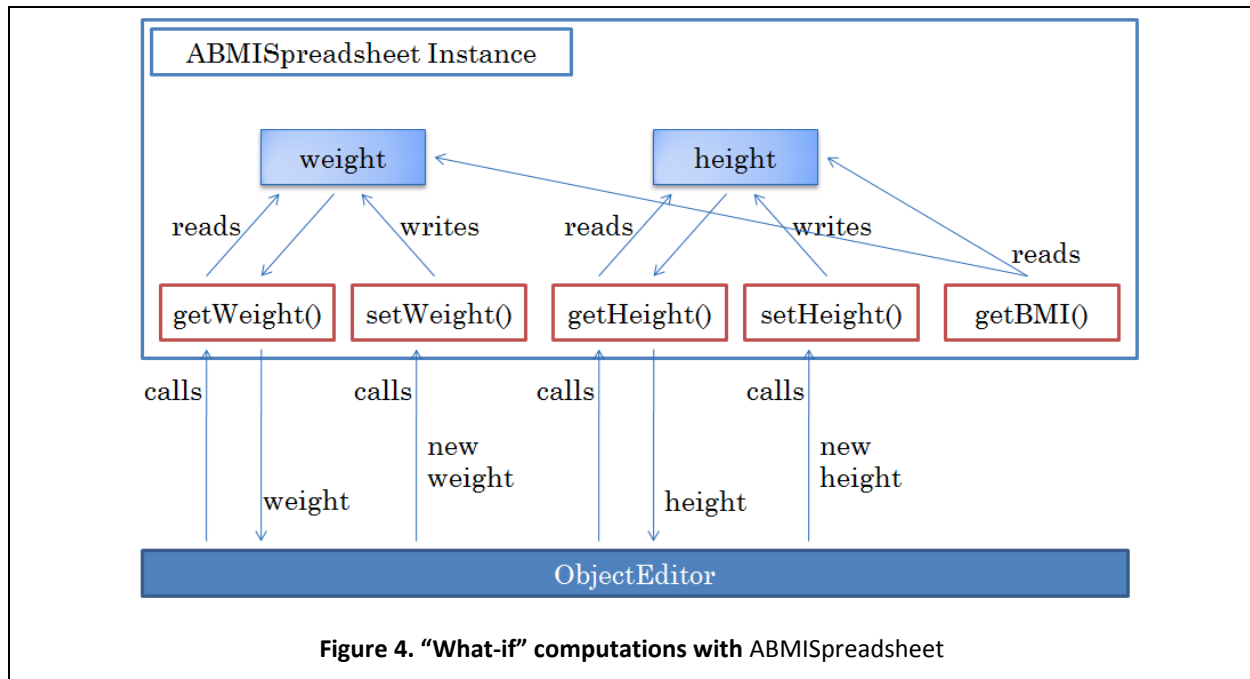 ABMISpreadsheet Instance
weight
height
reads
writes
reads
writes
reads
getWeight()
setWeight()
getHeight()
setHeight()
getBMI()
calls
calls
calls
calls
new
weight
new
height
weight
height
ObjectEditor
Figure 4. “What-if” computations with ABMISpreadsheet